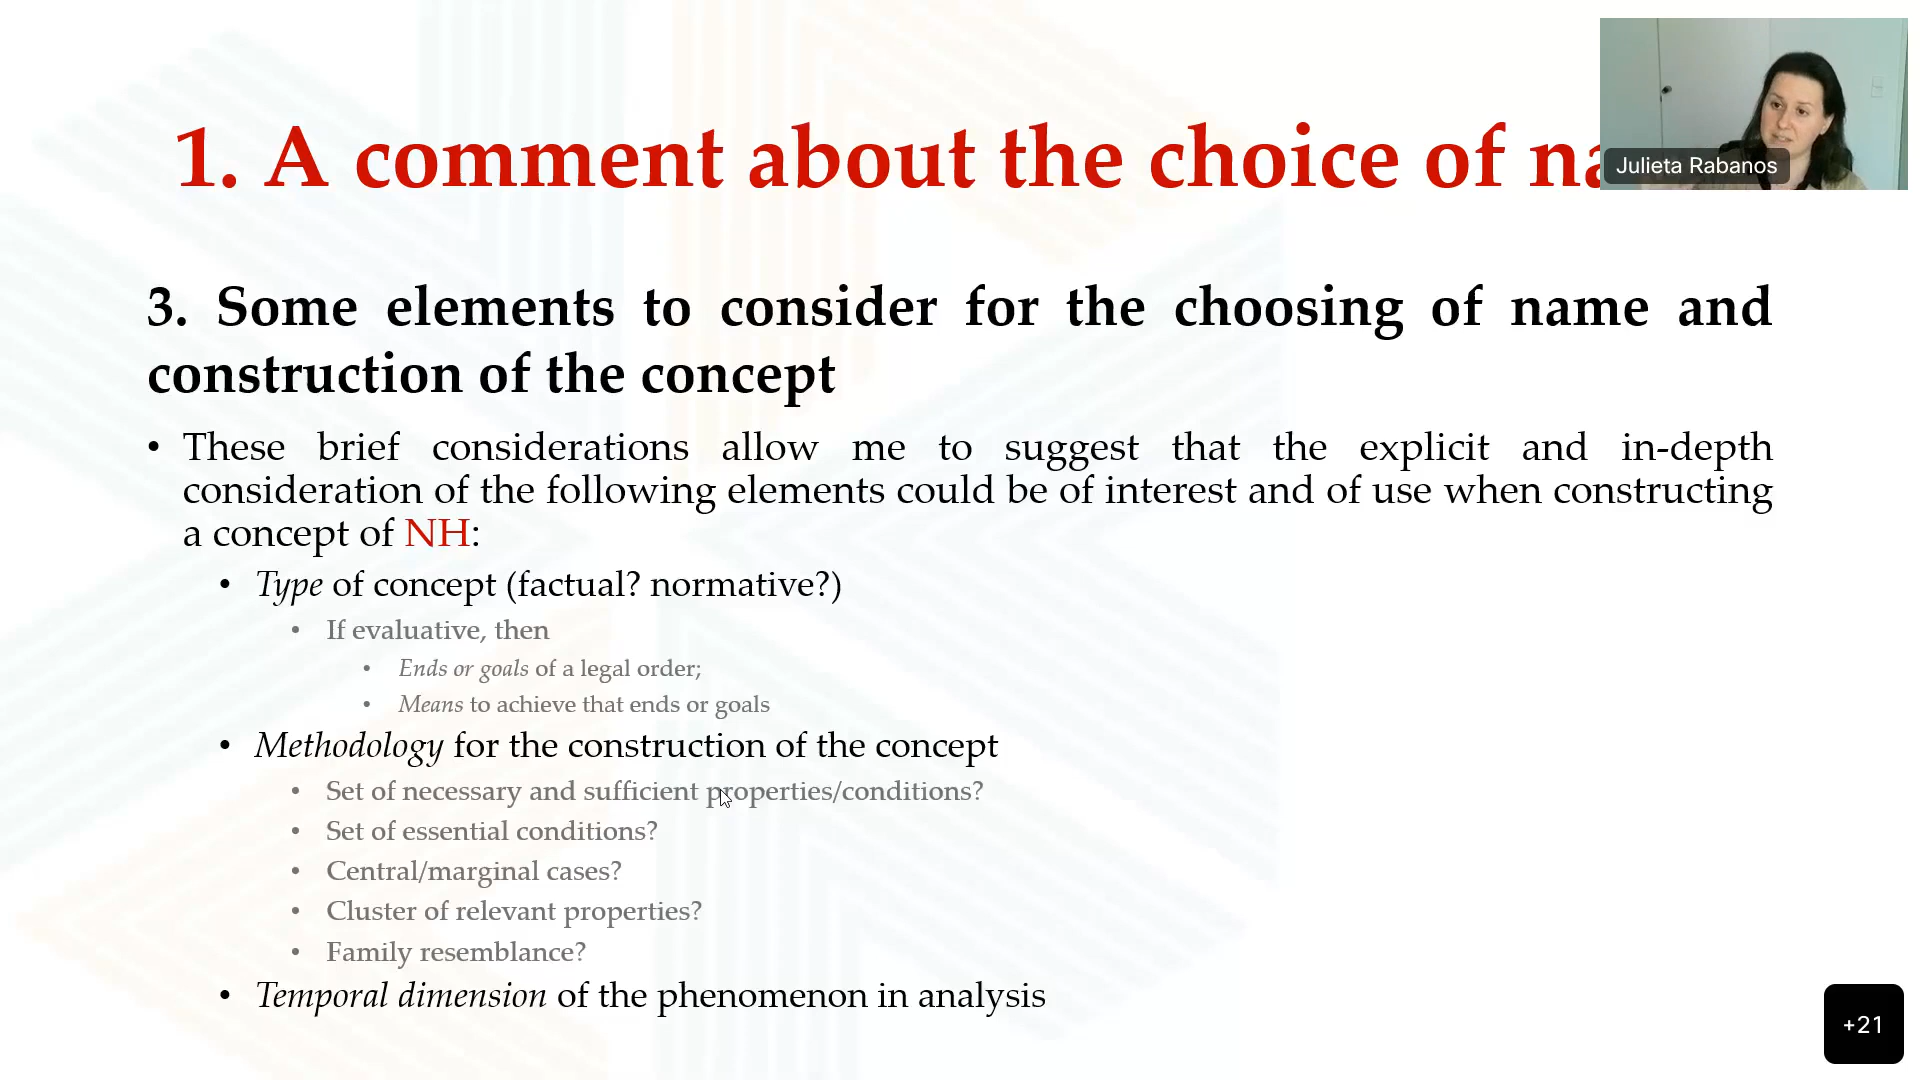 1. A comment about the choice of na
Julieta Rabanos
3. Some elements to consider for the choosing of name and
construction of the concept
• These brief considerations allow me to suggest that the explicit and in-depth
consideration of the following elements could be of interest and of use when constructing
a concept of NH:
• Type of concept (factual? normative?)
• If evaluative, then
• Ends or goals of a legal order;
• Means to achieve that ends or goals
• Methodology for the construction of the concept
• Set of necessary and sufficient properties/conditions?
• Set of essential conditions?
• Central/marginal cases?
• Cluster of relevant properties?
• Family resemblance?
• Temporal dimension of the phenomenon in analysis
+21